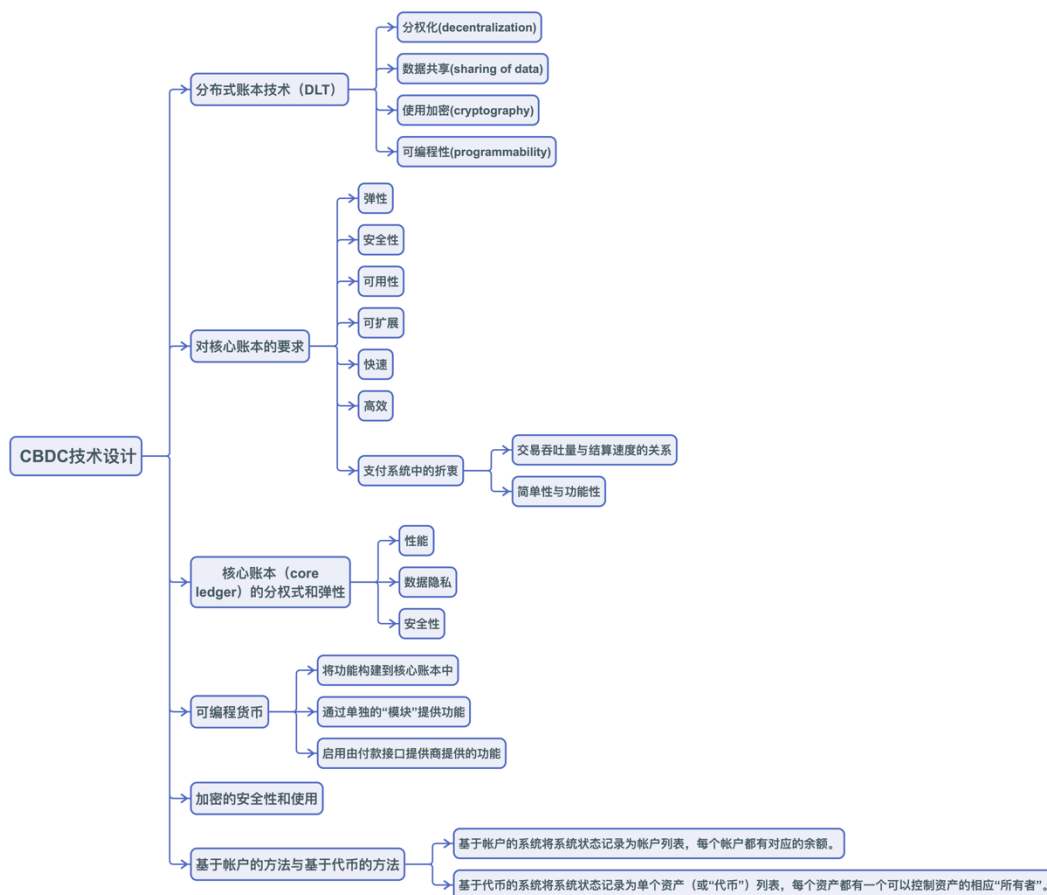 CBDC技术设计
分布式账本技术（DLT）
分权化(decentralization)
数据共享(sharing of data)
使用加密(cryptography)
可编程性(programmability)
对核心账本的要求
弹性
安全性
可用性
可扩展
快速
高效
支付系统中的折衷
交易吞吐量与结算速度的关系
简单性与功能性
核心账本（core
ledger）的分权式和弹性
性能
数据隐私
安全性
可编程货币
将功能构建到核心账本中
通过单独的“模块”提供功能
启用由付款接口提供商提供的功能
加密的安全性和使用
基于帐户的方法与基于代币的方法
基于帐户的系统将系统状态记录为帐户列表，每个帐户都有对应的余额。
基于代币的系统将系统状态记录为单个资产（或“代币”）列表，每个资产都有一个可以控制资产的相应“所有者”。